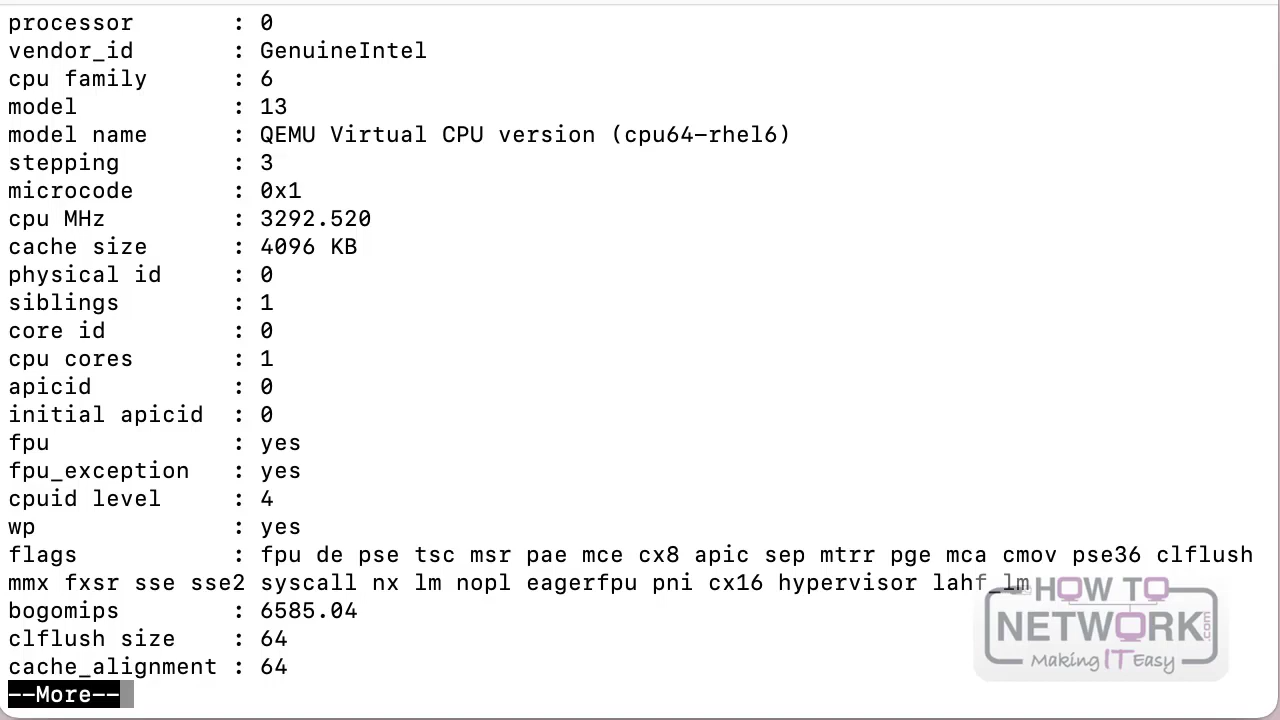 processor       : 0
vendor_id       : GenuineIntel
cpu family      : 6
model           : 13
model name      : QEMU Virtual CPU version (cpu64-rhel6)
stepping        : 3
microcode       : 0x1
cpu MHz         : 3292.520
cache size      : 4096 KB
physical id     : 0
siblings        : 1
core id         : 0
cpu cores       : 1
apicid          : 0
initial apicid  : 0
fpu             : yes
fpu_exception   : yes
cpuid level     : 4
wp              : yes
flags           : fpu de pse tsc msr pae mce cx8 apic sep mtrr pge mca cmov pse36 clflush
mmx fxsr sse sse2 syscall nx lm nopl eagerfpu pni cx16 hypervisor lahf_lm
bogomips        : 6585.04
clflush size    : 64
cache_alignment : 64
--More--
HOW TO
NETWORK.com
Making IT Easy